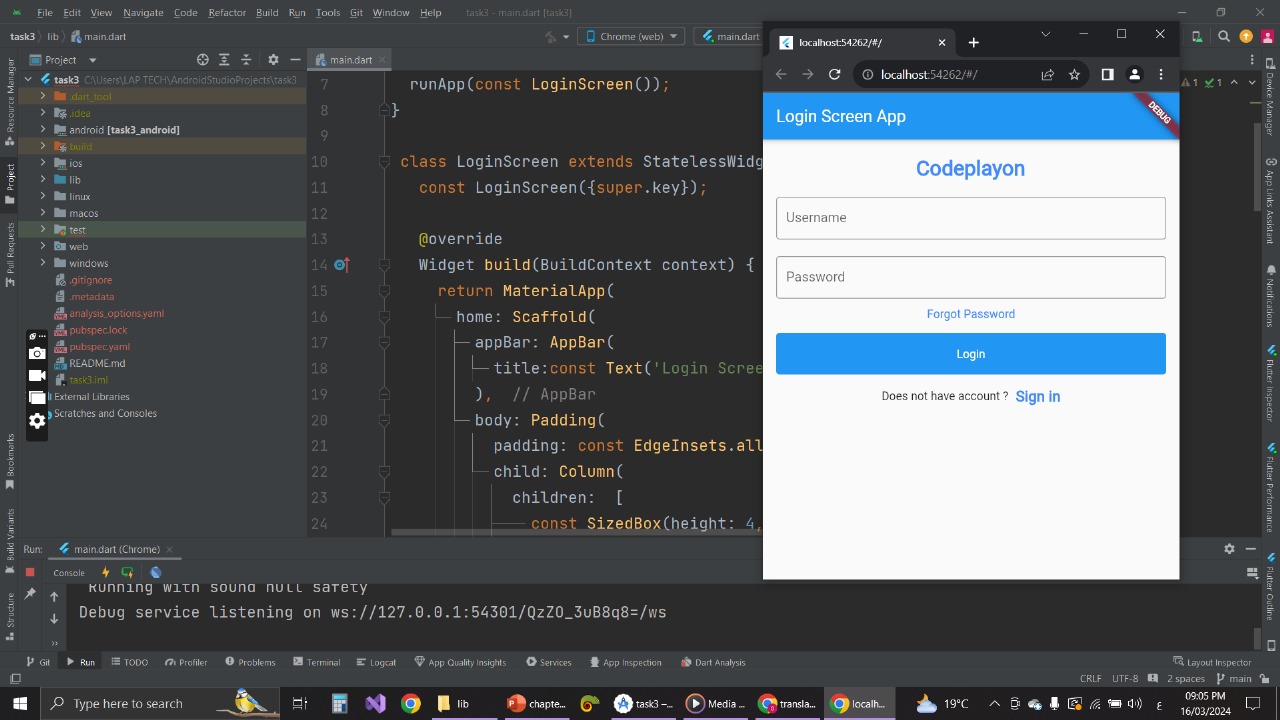 File Edit View Navigate Code Refactor Build Run Tools Git Window Help task3 - main.dart [task3]
task3 lib main.dart
Chrome (web) main.dart
Project
main.dart
task3 C:\Users\LAP TECH\AndroidStudioProjects\task3
.dart_tool
.idea
android [task3_android]
build
ios
lib
linux
macos
test
web
windows
.gitignore
.metadata
analysis_options.yaml
pubspec.lock
pubspec.yaml
README.md
task3.iml
External Libraries
Scratches and Consoles
Resource Manager
Project
Pull Requests
Bookmarks
Build Variants
Structure
7 runApp(const LoginScreen());
8 }
9
10 class LoginScreen extends StatelessWidg
11 const LoginScreen({super.key});
12
13 @override
14 Widget build(BuildContext context) {
15 return MaterialApp(
16 home: Scaffold(
17 appBar: AppBar(
18 title:const Text('Login Scree
19 ), // AppBar
20 body: Padding(
21 padding: const EdgeInsets.all
22 child: Column(
23 children: [
24 const SizedBox(height: 4,
localhost:54262/#/
localhost:54262/#/
Login Screen App
DEBUG
Codeplayon
Username
Password
Forgot Password
Login
Does not have account ? Sign in
1 1
Device Manager
App Links Assistant
Notifications
Flutter Inspector
Flutter Performance
Flutter Outline
Run: main.dart (Chrome)
Console
Running with sound null safety
Debug service listening on ws://127.0.0.1:54301/QzZO_3uB8q8=/ws
Git Run TODO Profiler Problems Terminal Logcat App Quality Insights Services App Inspection Dart Analysis Layout Inspector
CRLF UTF-8 2 spaces main
Type here to search
lib
chapte...
task3 –...
Media ...
transla...
localh...
19°C
ع
09:05 PM
16/03/2024